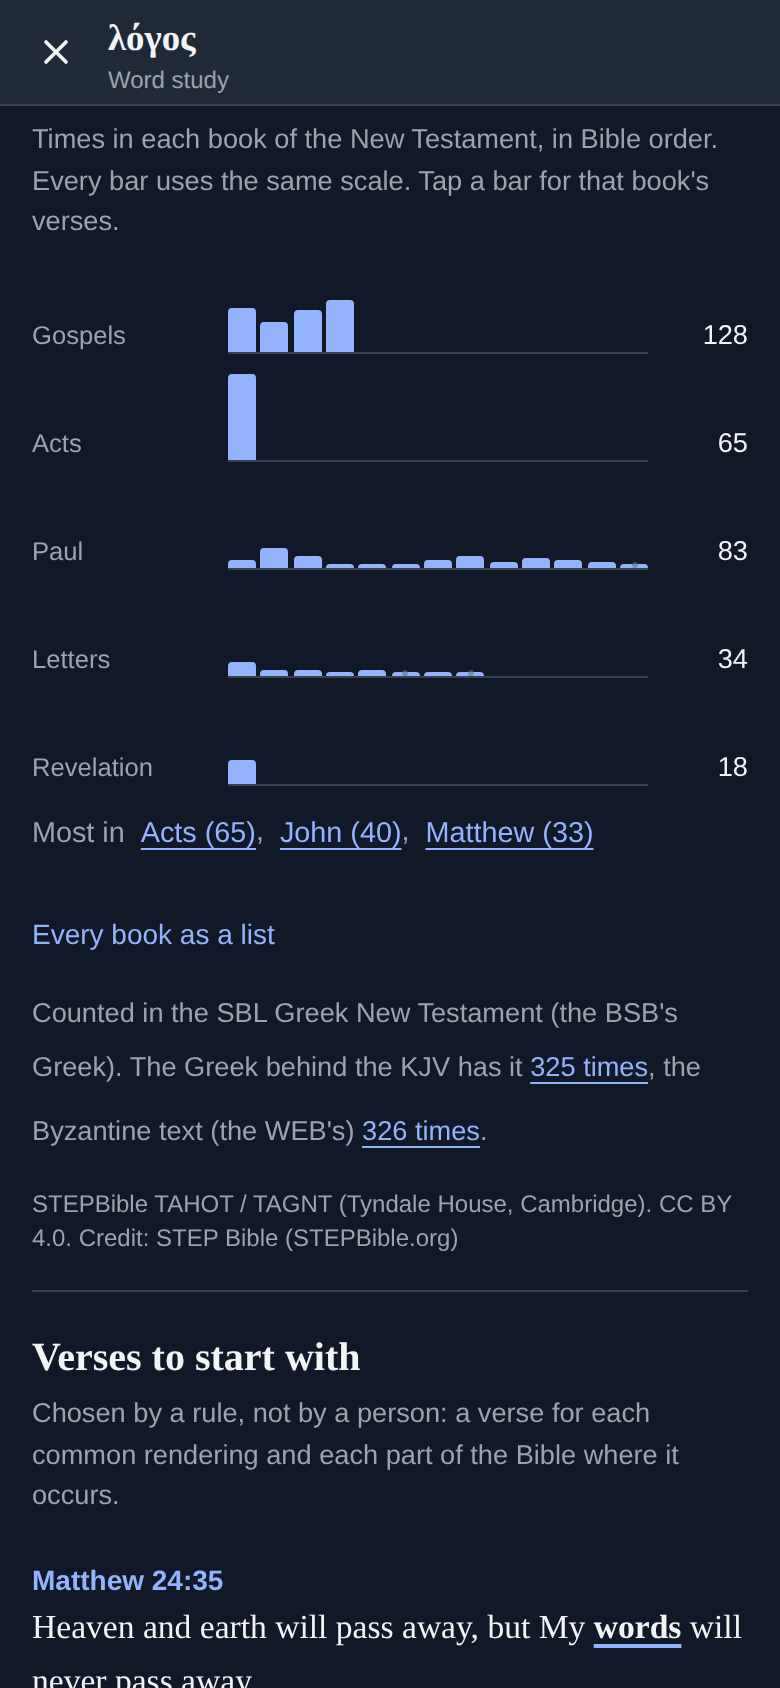 λόγος
Word study
Times in each book of the New Testament, in Bible order.
Every bar uses the same scale. Tap a bar for that book's
verses.
Gospels 128
Acts 65
Paul 83
Letters 34
Revelation 18
Most in Acts (65), John (40), Matthew (33)
Every book as a list
Counted in the SBL Greek New Testament (the BSB's
Greek). The Greek behind the KJV has it 325 times, the
Byzantine text (the WEB's) 326 times.
STEPBible TAHOT / TAGNT (Tyndale House, Cambridge). CC BY
4.0. Credit: STEP Bible (STEPBible.org)
Verses to start with
Chosen by a rule, not by a person: a verse for each
common rendering and each part of the Bible where it
occurs.
Matthew 24:35
Heaven and earth will pass away, but My words will
never pass away